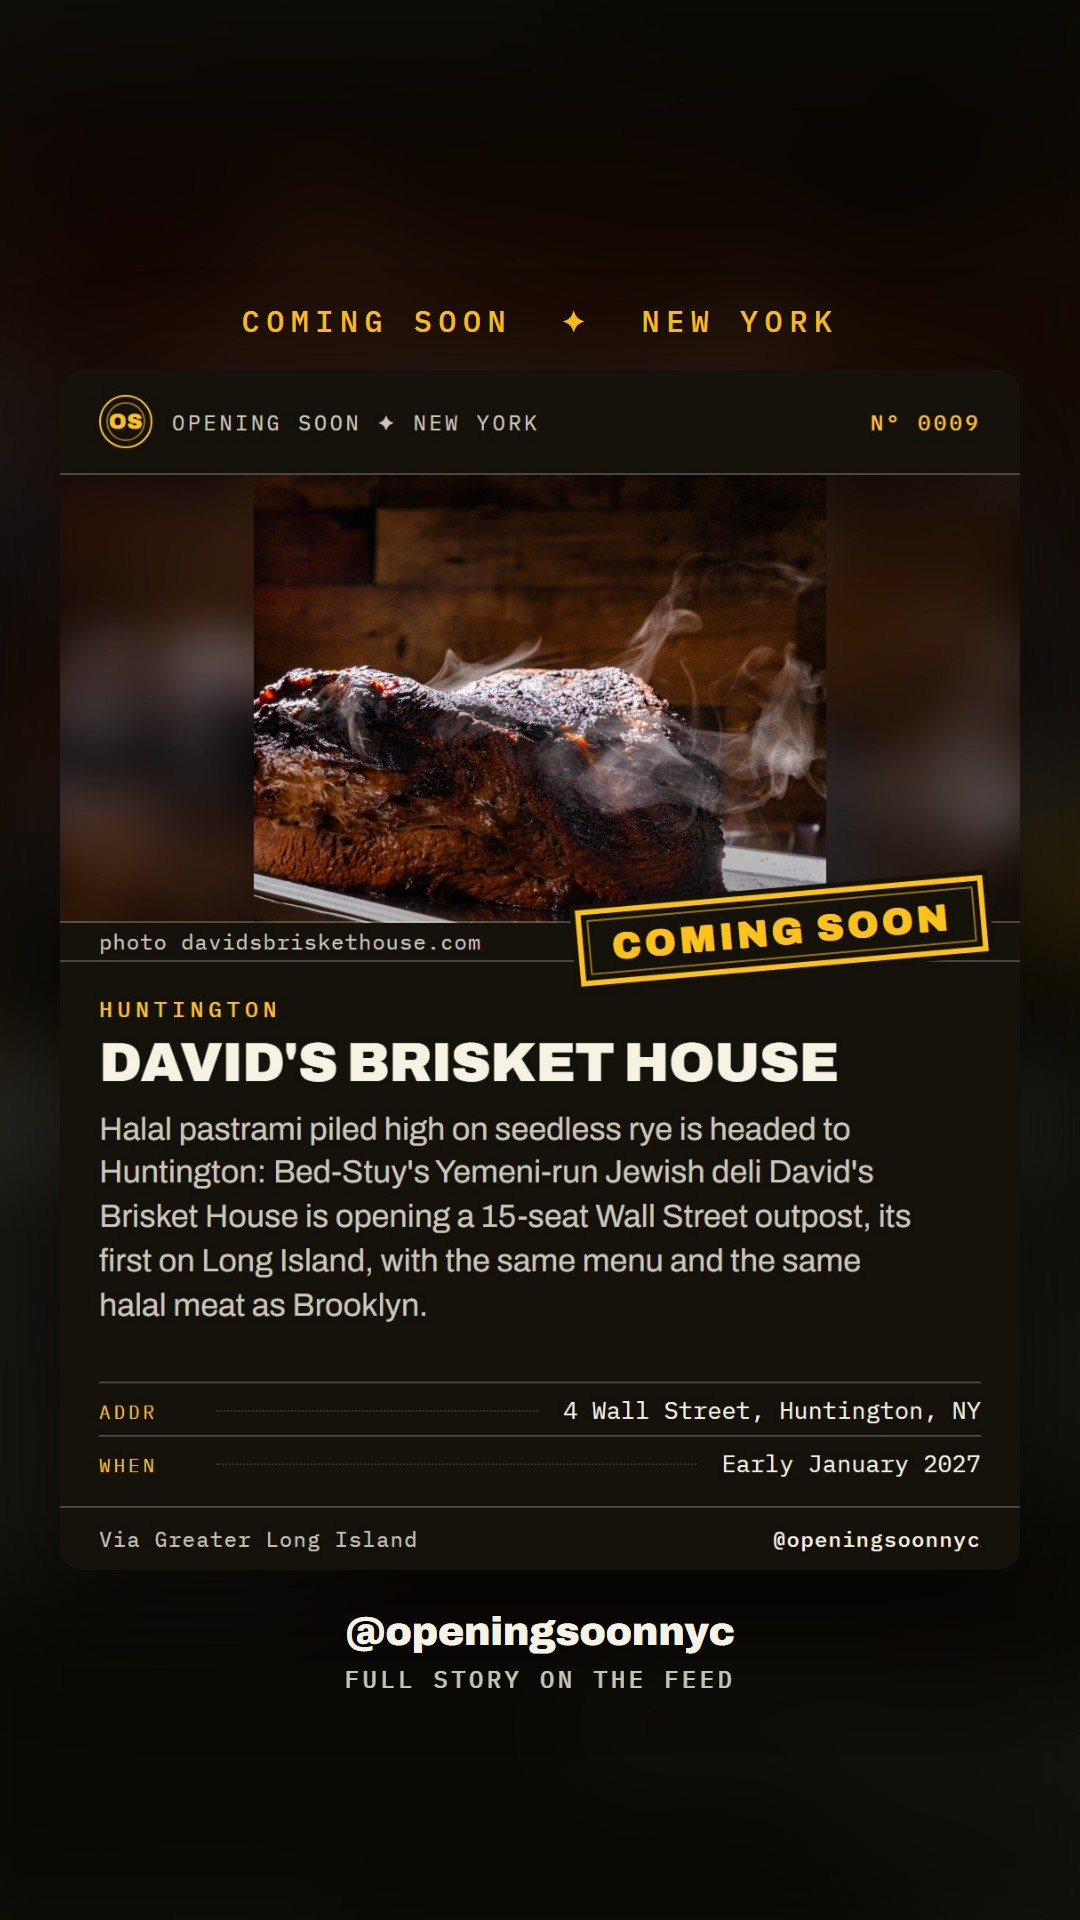 COMING SOON ✦ NEW YORK
OS OPENING SOON ✦ NEW YORK N° 0009
photo davidsbriskethouse.com
COMING SOON
HUNTINGTON
DAVID'S BRISKET HOUSE
Halal pastrami piled high on seedless rye is headed to
Huntington: Bed-Stuy's Yemeni-run Jewish deli David's
Brisket House is opening a 15-seat Wall Street outpost, its
first on Long Island, with the same menu and the same
halal meat as Brooklyn.
ADDR 4 Wall Street, Huntington, NY
WHEN Early January 2027
Via Greater Long Island @openingsoonnyc
@openingsoonnyc
FULL STORY ON THE FEED